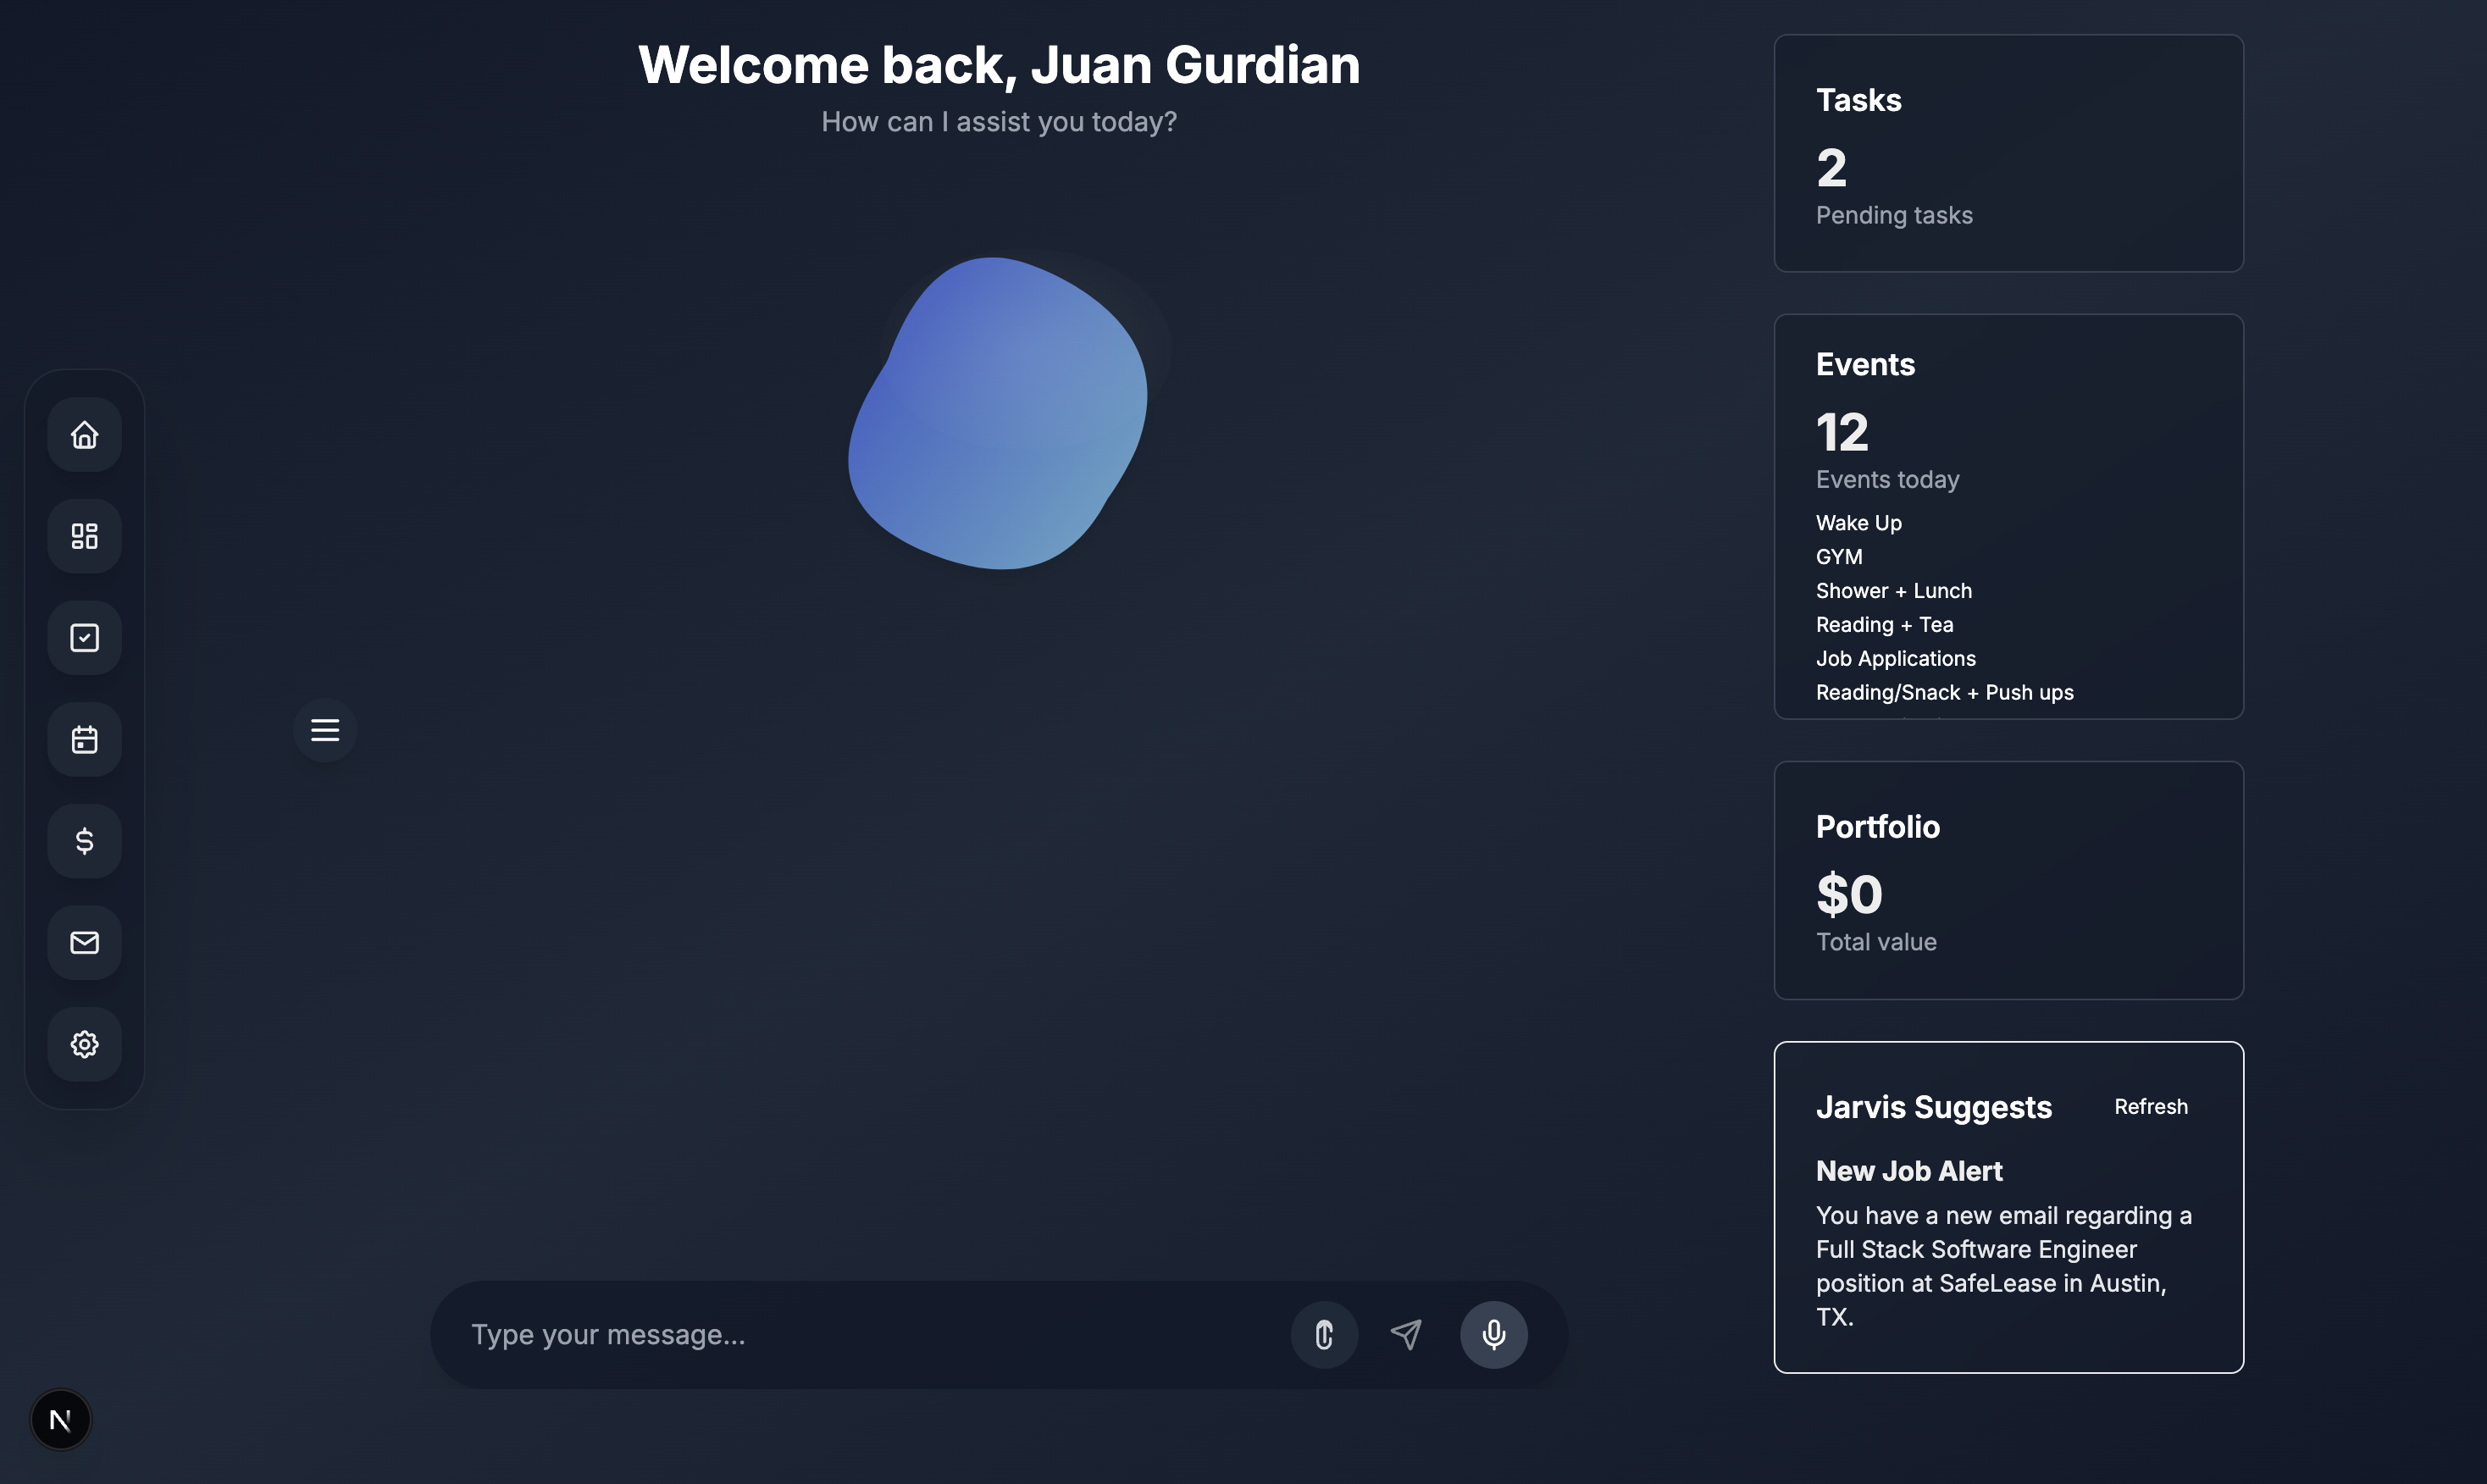 Welcome back, Juan Gurdian
How can I assist you today?
Type your message...
N
Tasks
2
Pending tasks
Events
12
Events today
Wake Up
GYM
Shower + Lunch
Reading + Tea
Job Applications
Reading/Snack + Push ups
Portfolio
$0
Total value
Jarvis Suggests
Refresh
New Job Alert
You have a new email regarding a
Full Stack Software Engineer
position at SafeLease in Austin,
TX.